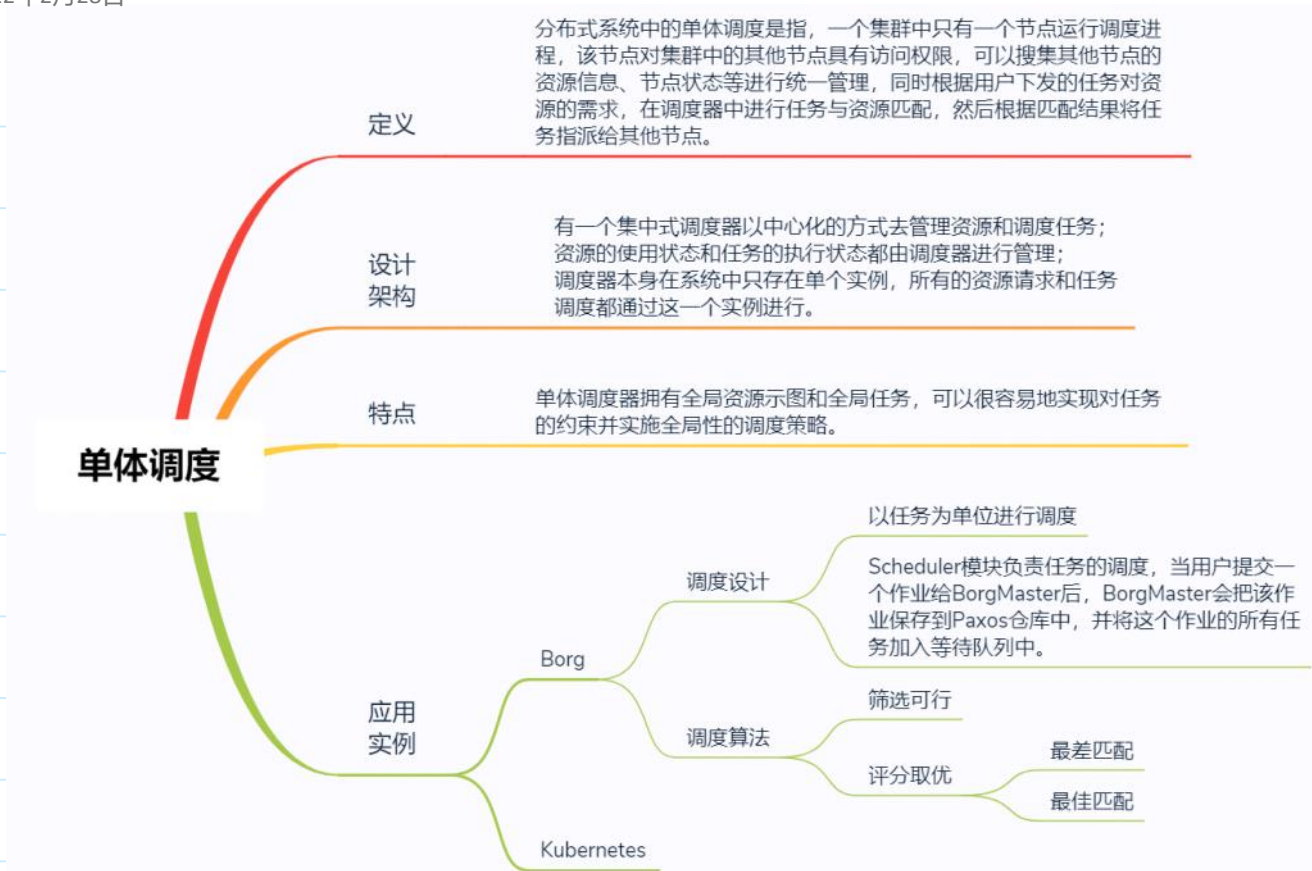 定义
分布式系统中的单体调度是指，一个集群中只有一个节点运行调度进
程，该节点对集群中的其他节点具有访问权限，可以搜集其他节点的
资源信息、节点状态等进行统一管理，同时根据用户下发的任务对资
源的需求，在调度器中进行任务与资源匹配，然后根据匹配结果将任
务指派给其他节点。
设计
架构
有一个集中式调度器以中心化的方式去管理资源和调度任务；
资源的使用状态和任务的执行状态都由调度器进行管理；
调度器本身在系统中只存在单个实例，所有的资源请求和任务
调度都通过这一个实例进行。
特点
单体调度器拥有全局资源示图和全局任务，可以很容易地实现对任务
的约束并实施全局性的调度策略。
单体调度
应用
实例
Borg
调度设计
以任务为单位进行调度
Scheduler模块负责任务的调度，当用户提交一
个作业给BorgMaster后，BorgMaster会把该作
业保存到Paxos仓库中，并将这个作业的所有任
务加入等待队列中。
调度算法
筛选可行
评分取优
最差匹配
最佳匹配
Kubernetes